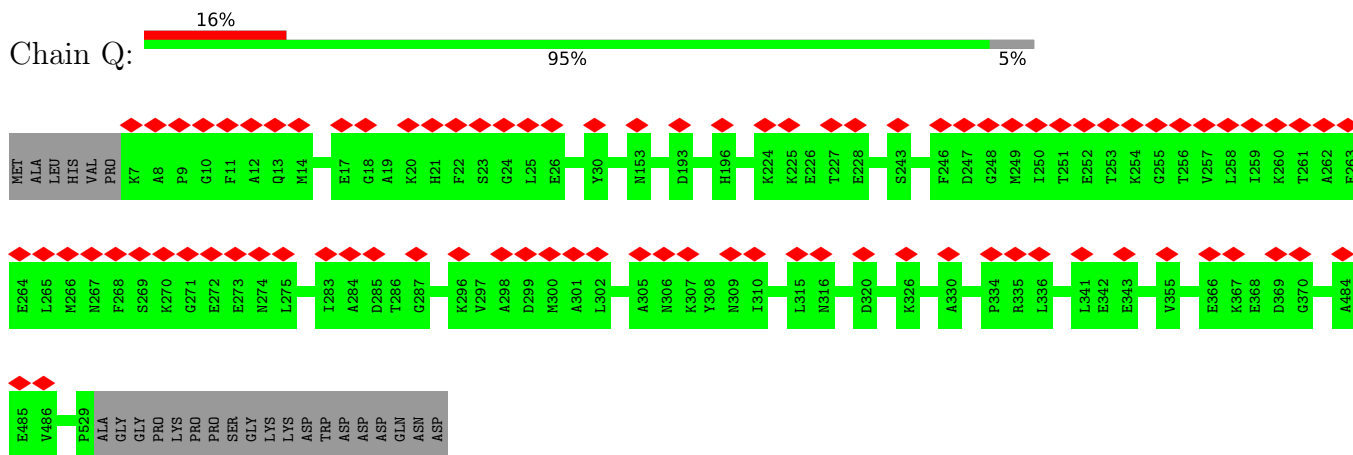 16%
Chain Q:
95% 5%
MET ALA LEU HIS VAL PRO K7 A8 P9 G10 F11 A12 Q13 M14 E17 G18 A19 K20 H21 F22 S23 G24 L25 E26 Y30 N153 D193 H196 K224 K225 E226 T227 E228 S243 F246 D247 G248 M249 I250 T251 E252 T253 K254 G255 T256 V257 L258 I259 K260 T261 A262 E263
E264 L265 M266 N267 F268 S269 K270 G271 E272 E273 N274 L275 I283 A284 D285 T286 G287 K296 V297 A298 D299 M300 A301 L302 A305 N306 K307 Y308 N309 I310 L315 N316 D320 K326 A330 P334 R335 L336 L341 E342 E343 V355 E366 K367 E368 D369 G370 A484
E485 V486 P529 ALA GLY GLY PRO LYS PRO PRO SER GLY LYS LYS ASP TRP ASP ASP ASP GLN ASN ASP